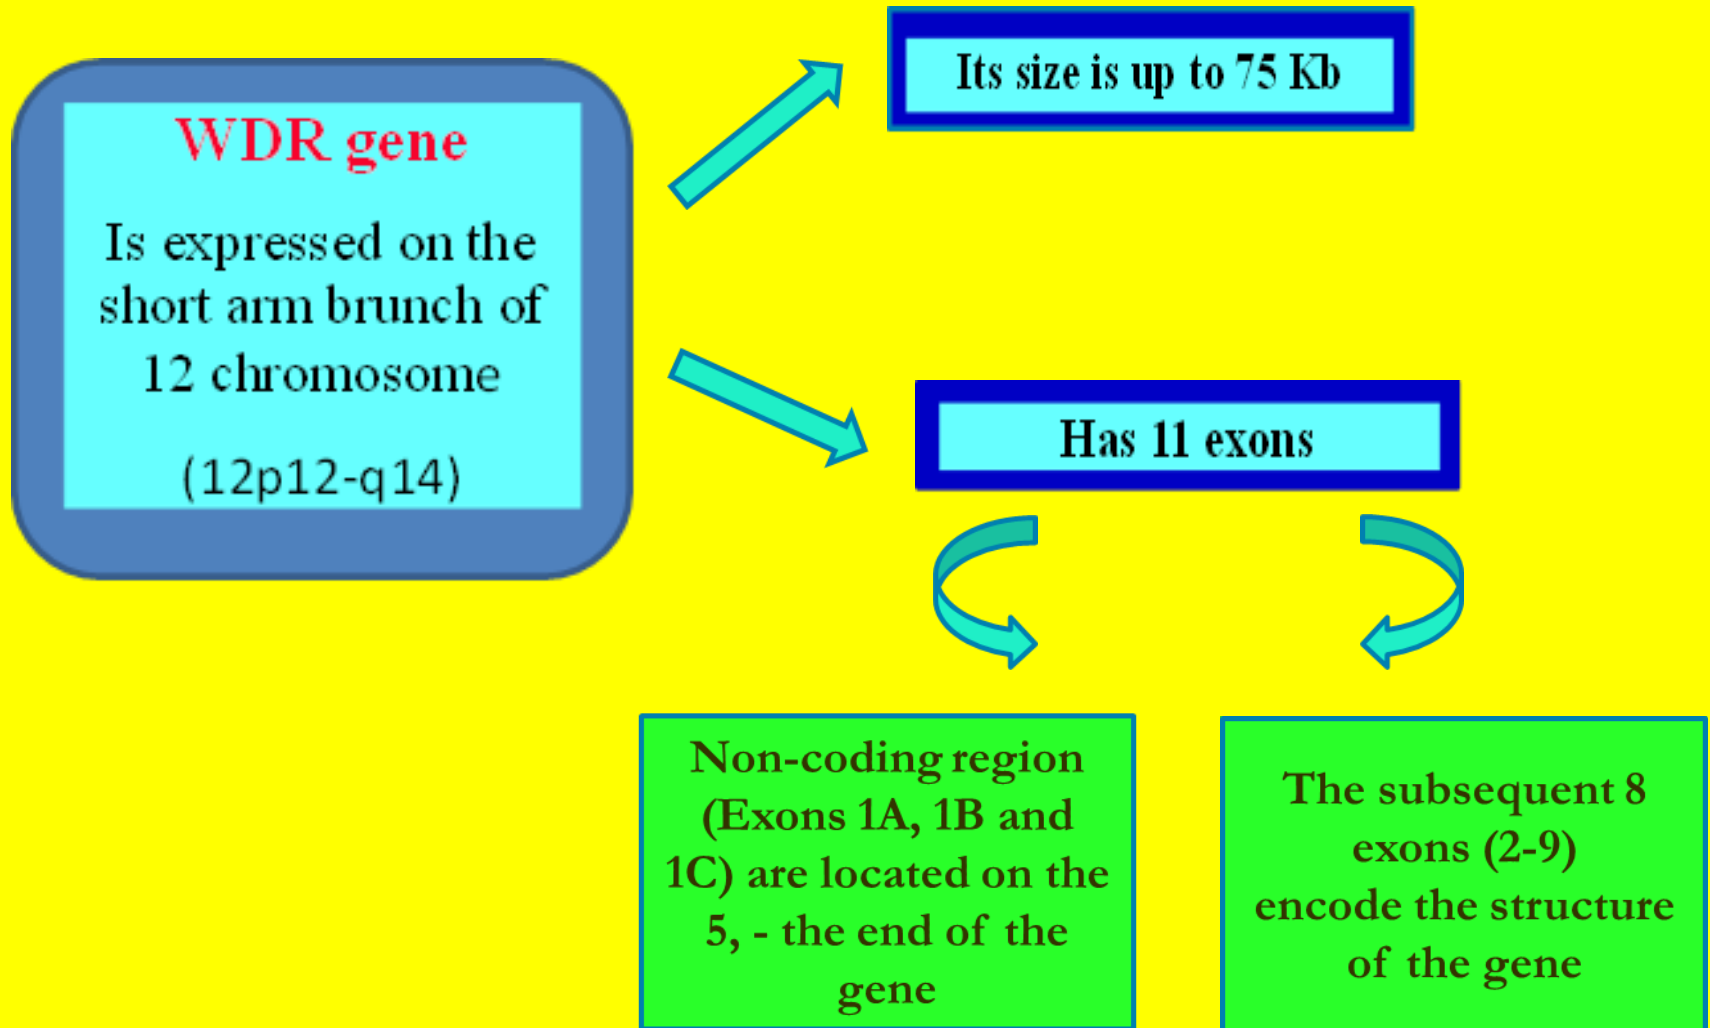 WDR gene
Is expressed on the
short arm brunch of
12 chromosome
(12p12-q14)
Its size is up to 75 Kb
Has 11 exons
Non-coding region
(Exons 1A, 1B and
1C) are located on the
5, - the end of the
gene
The subsequent 8
exons (2-9)
encode the structure
of the gene